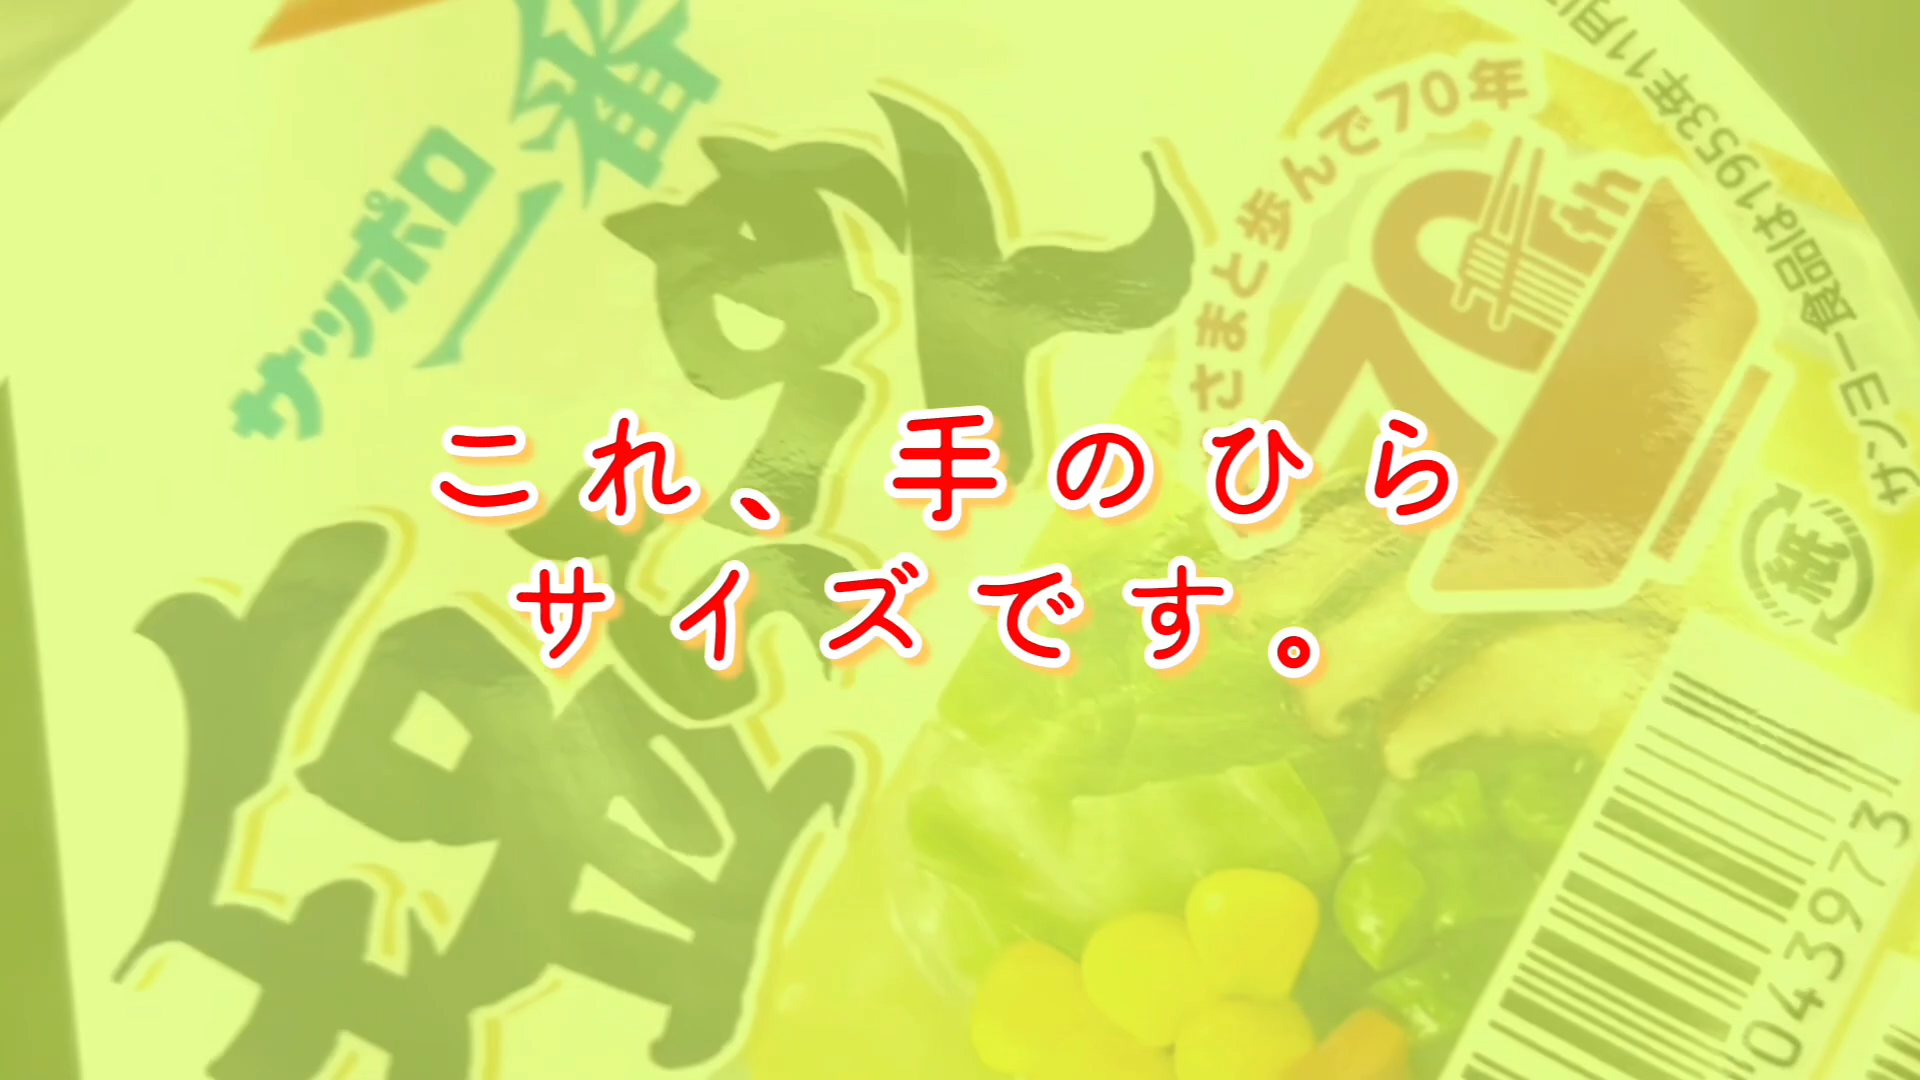 サッポロ
一番
塩らーめん
さまと歩んで70年
70th
サンヨー食品は1953年11月
紙
043973
これ、手のひら
サイズです。